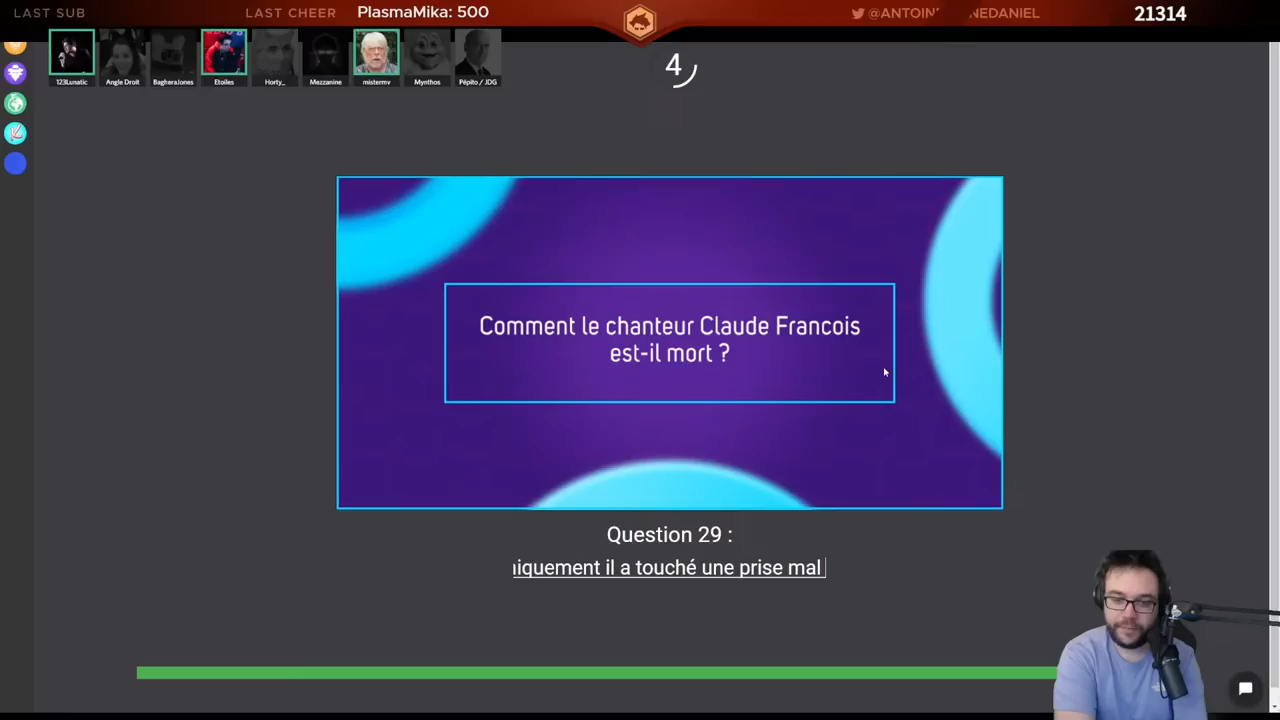 LAST SUB
LAST CHEER
PlasmaMika: 500
@ANTOIN
NEDANIEL
21314
123Lunatic
Angle Droit
BagheraJones
Etoiles
Horty_
Mezzanine
mistermv
Mynthos
Pépito / JDG
4
Comment le chanteur Claude Francois
est-il mort ?
Question 29 :
iquement il a touché une prise mal